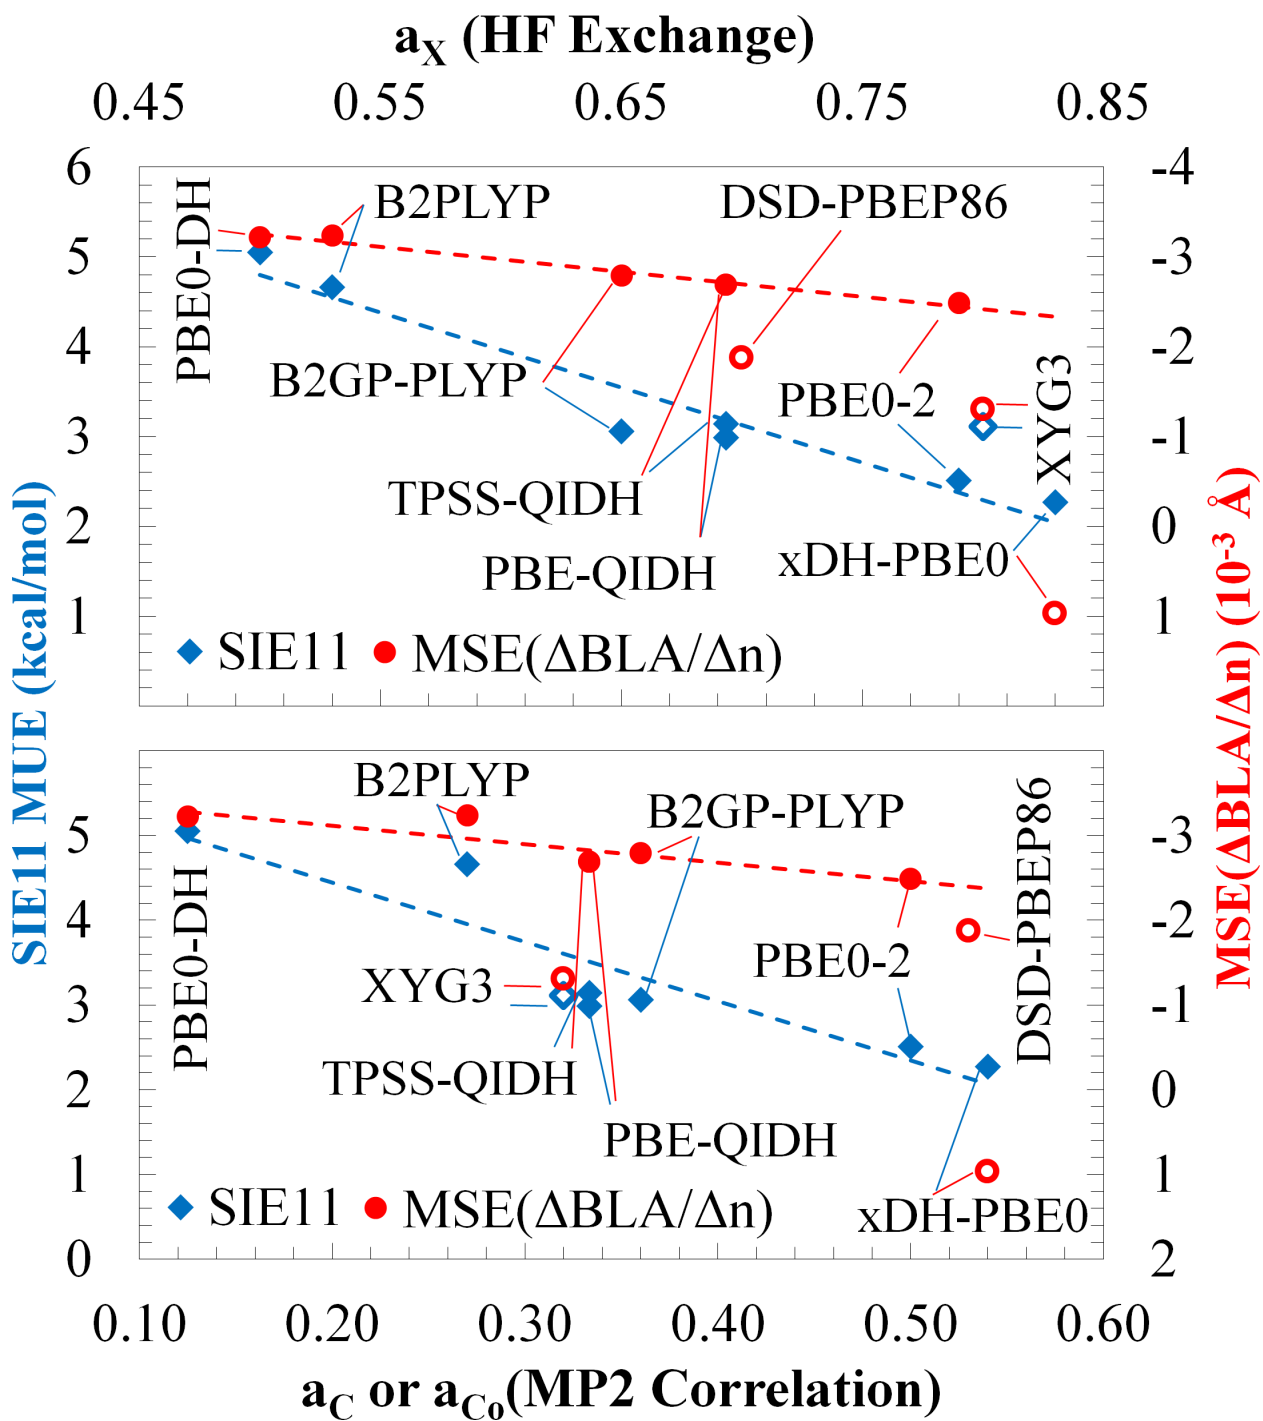 aX (HF Exchange)
0.45 0.55 0.65 0.75 0.85
6 -4
PBE0-DH B2PLYP DSD-PBEP86
5 -3
4 -2
B2GP-PLYP PBE0-2 XYG3
3 -1
TPSS-QIDH
2 0
PBE-QIDH xDH-PBE0
1 1
SIE11 MSE(ΔBLA/Δn)
SIE11 MUE (kcal/mol)
MSE(ΔBLA/Δn) (10-3 Å)
B2PLYP B2GP-PLYP
5 -3
PBE0-DH DSD-PBEP86
4 -2
PBE0-2
XYG3
3 -1
TPSS-QIDH
2 0
PBE-QIDH
1 1
SIE11 MSE(ΔBLA/Δn) xDH-PBE0
0 2
0.10 0.20 0.30 0.40 0.50 0.60
aC or aCo(MP2 Correlation)